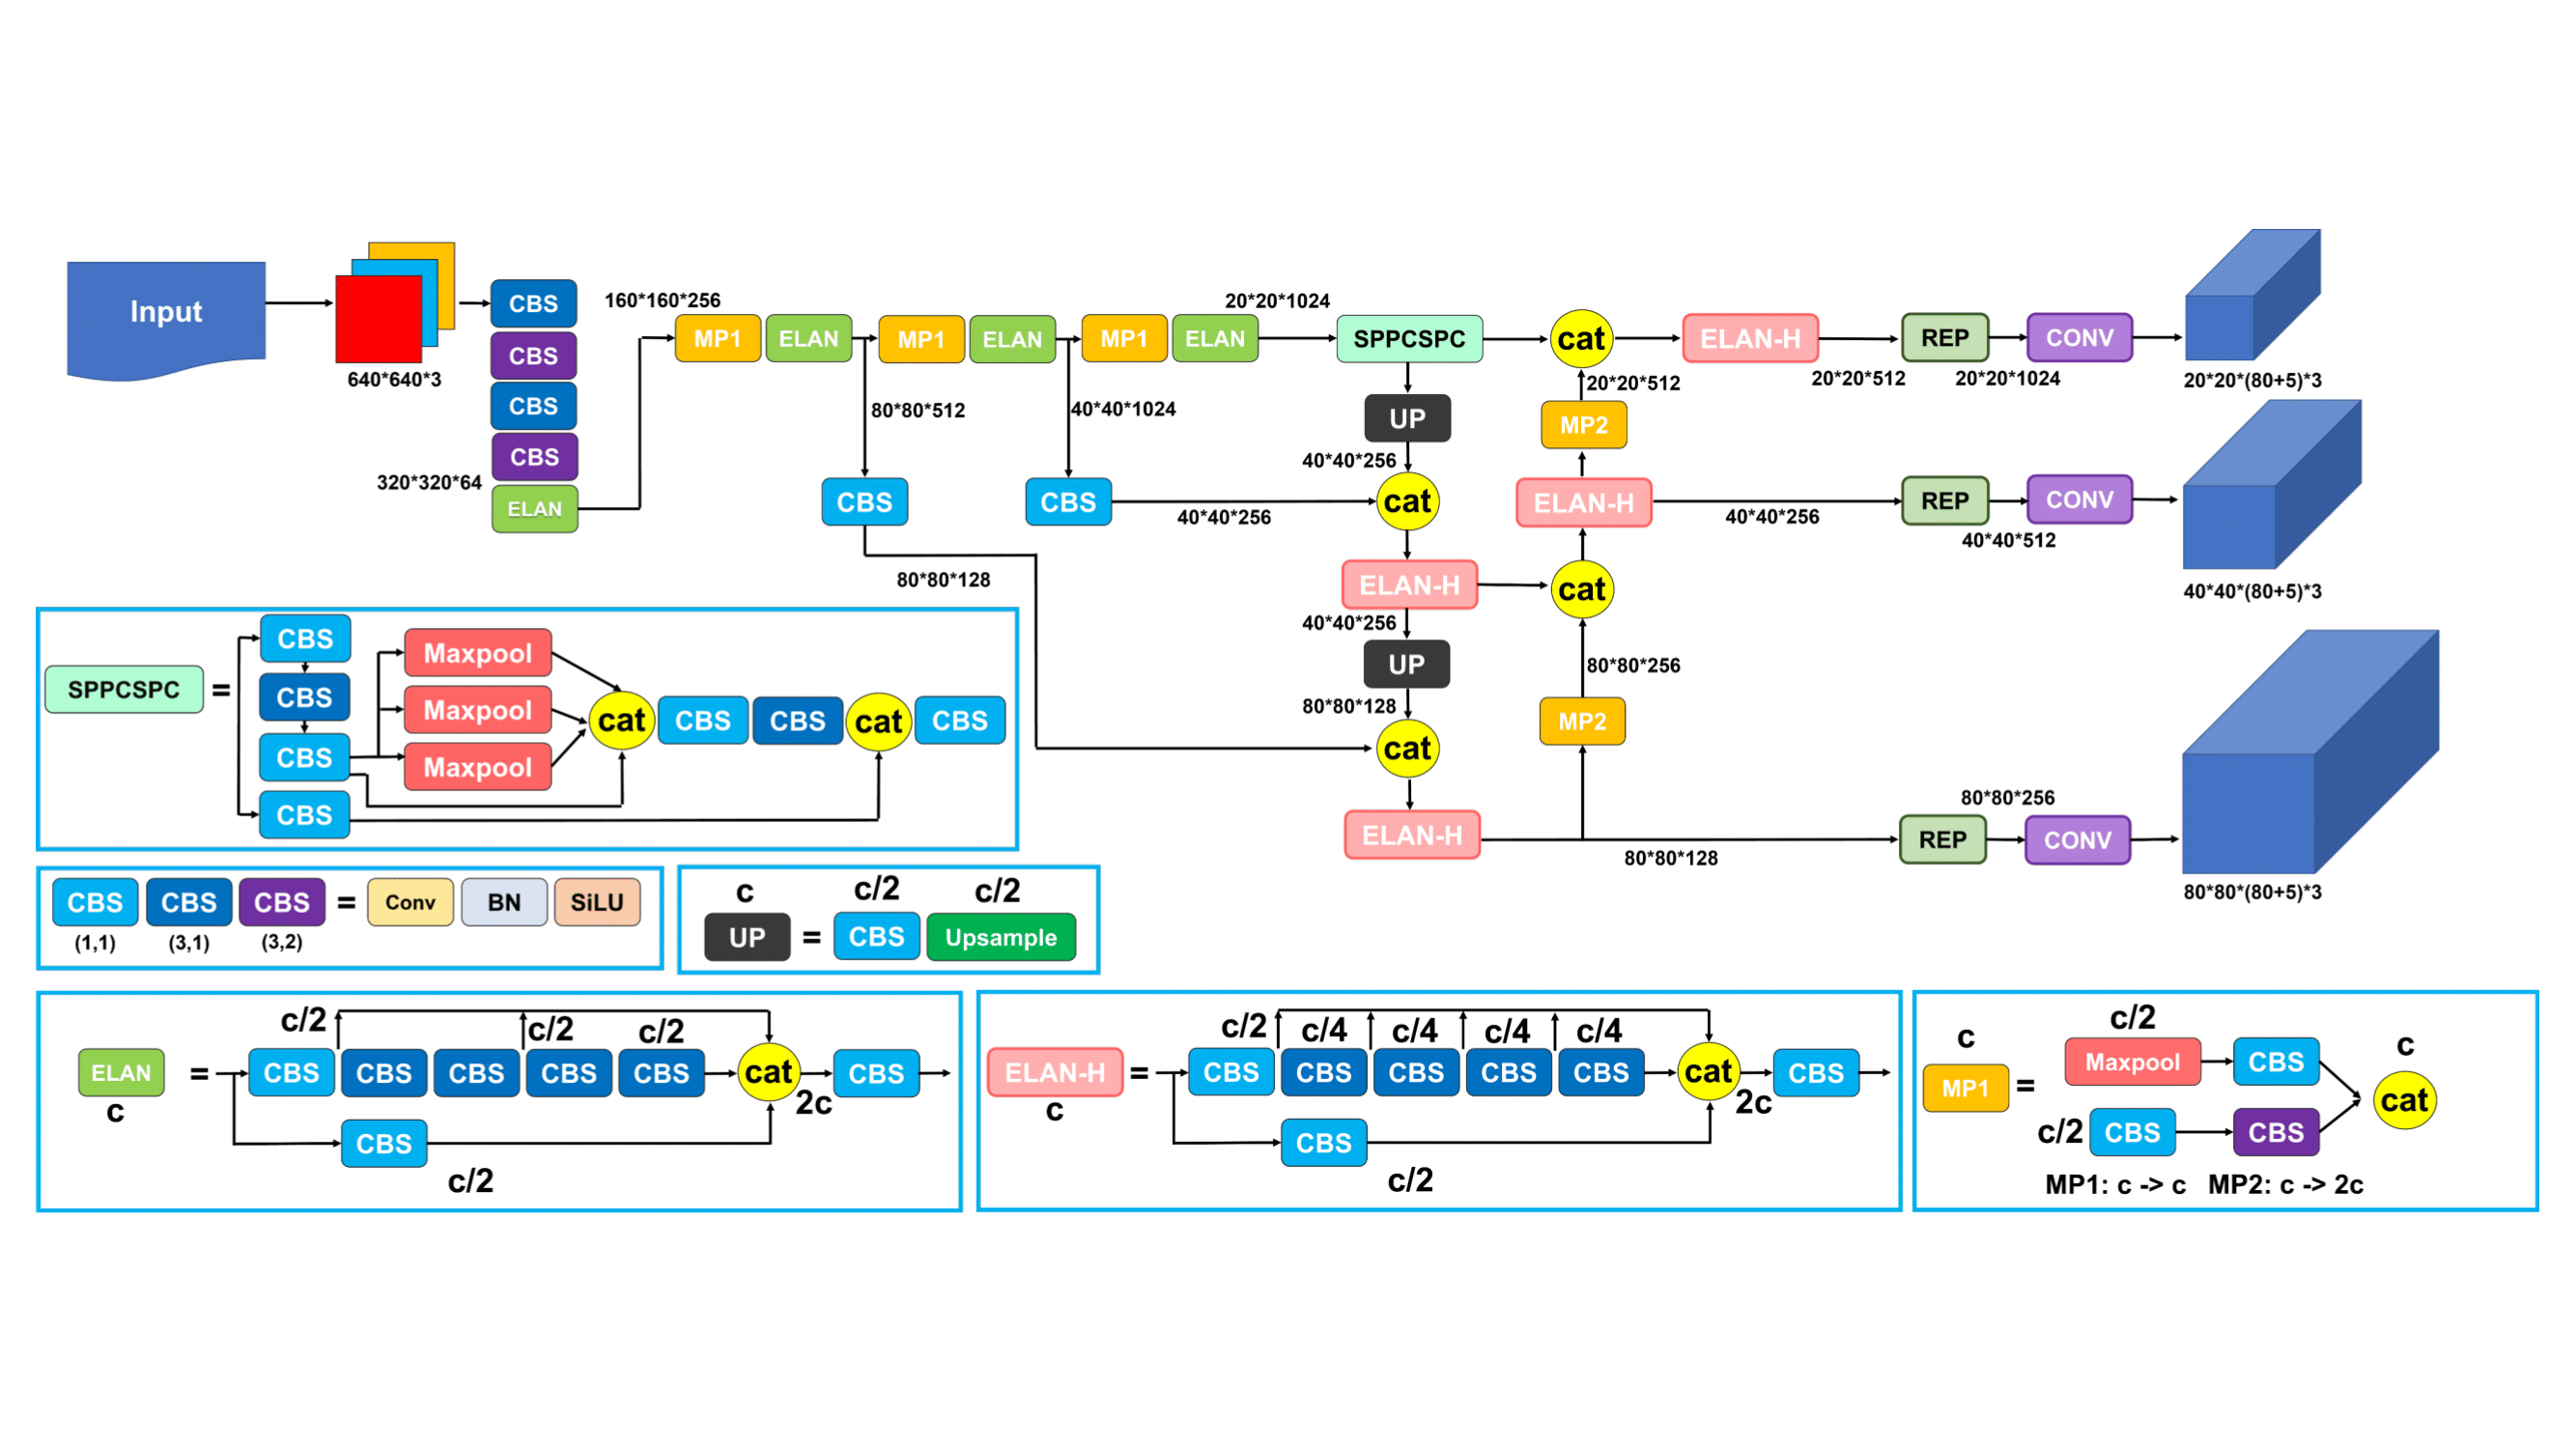 Input
640*640*3
CBS
CBS
CBS
CBS
320*320*64
ELAN
160*160*256
MP1 ELAN MP1 ELAN MP1 ELAN
20*20*1024
SPPCSPC
cat
ELAN-H
20*20*512
REP
20*20*1024
CONV
20*20*(80+5)*3
80*80*512
40*40*1024
UP
20*20*512
MP2
40*40*256
CBS
CBS
40*40*256
cat
ELAN-H
40*40*256
REP
40*40*512
CONV
40*40*(80+5)*3
80*80*128
ELAN-H
cat
40*40*256
UP
80*80*256
80*80*128
MP2
cat
ELAN-H
80*80*128
REP
80*80*256
CONV
80*80*(80+5)*3
SPPCSPC =
CBS
CBS
CBS
CBS
Maxpool
Maxpool
Maxpool
cat CBS CBS cat CBS
CBS CBS CBS = Conv BN SiLU
(1,1) (3,1) (3,2)
c c/2 c/2
UP = CBS Upsample
c/2 c/2 c/2
ELAN = CBS CBS CBS CBS CBS cat CBS
c 2c
CBS
c/2
c/2 c/4 c/4 c/4 c/4
ELAN-H = CBS CBS CBS CBS CBS cat CBS
c 2c
CBS
c/2
c c/2
Maxpool CBS c
MP1 = cat
c/2 CBS CBS
MP1: c -> c MP2: c -> 2c